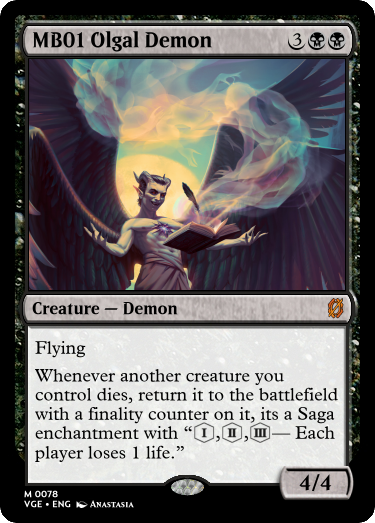 MB01 Olgal Demon 3
Creature — Demon
Flying
Whenever another creature you
control dies, return it to the battlefield
with a finality counter on it, its a Saga
enchantment with “I, II, III— Each
player loses 1 life.”
4/4
M 0078
VGE • ENG Anastasia